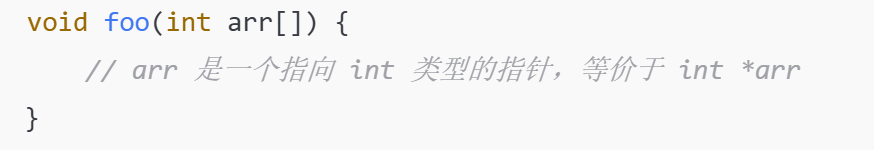 void foo(int arr[]) {
// arr 是一个指向 int 类型的指针，等价于 int *arr
}